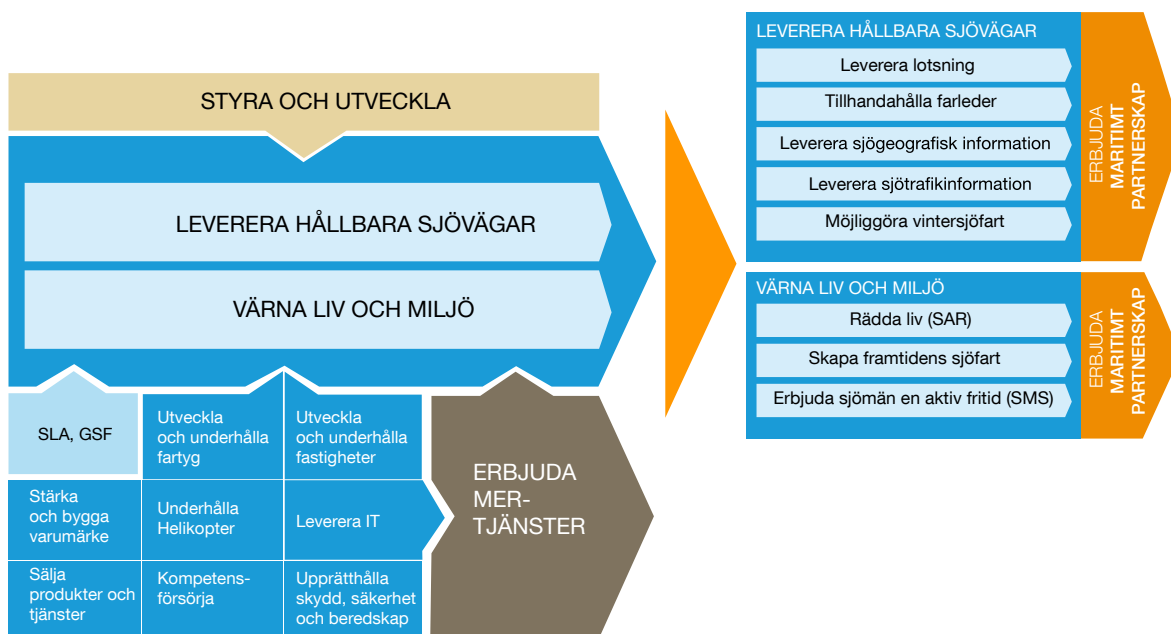 STYRA OCH UTVECKLA
LEVERERA HÅLLBARA SJÖVÄGAR
VÄRNA LIV OCH MILJÖ
SLA, GSF
Utveckla
och underhålla
fartyg
Utveckla
och underhålla
fastigheter
Stärka
och bygga
varumärke
Underhålla
Helikopter
Leverera IT
Sälja
produkter och
tjänster
Kompetens-
försörja
Upprätthålla
skydd, säkerhet
och beredskap
ERBJUDA
MER-
TJÄNSTER
LEVERERA HÅLLBARA SJÖVÄGAR
Leverera lotsning
Tillhandahålla farleder
Leverera sjögeografisk information
Leverera sjötrafikinformation
Möjliggöra vintersjöfart
ERBJUDA
MARITIMT
PARTNERSKAP
VÄRNA LIV OCH MILJÖ
Rädda liv (SAR)
Skapa framtidens sjöfart
Erbjuda sjömän en aktiv fritid (SMS)
ERBJUDA
MARITIMT
PARTNERSKAP